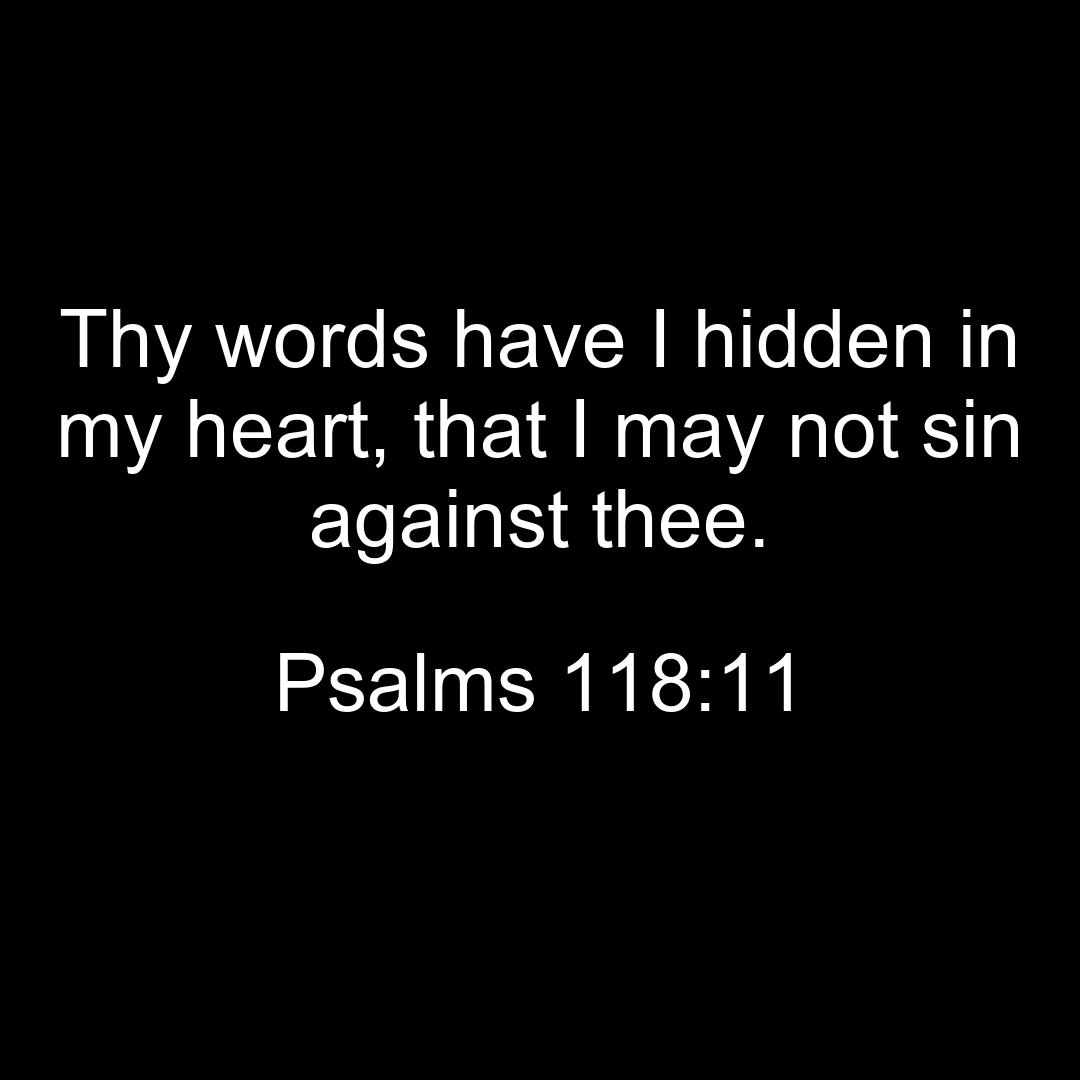 Thy words have I hidden in
my heart, that I may not sin
against thee.
Psalms 118:11